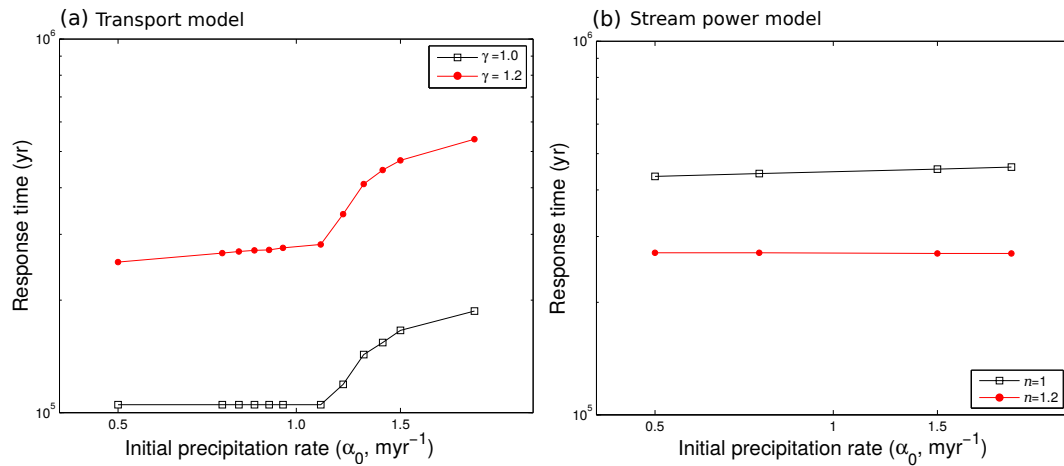 (a) Transport model
10⁶
γ =1.0
γ = 1.2
Response time (yr)
10⁵
0.5
1.0
1.5
Initial precipitation rate (α₀, myr⁻¹)
(b) Stream power model
10⁶
Response time (yr)
n=1
n=1.2
10⁵
0.5
1
1.5
Initial precipitation rate (α₀, myr⁻¹)